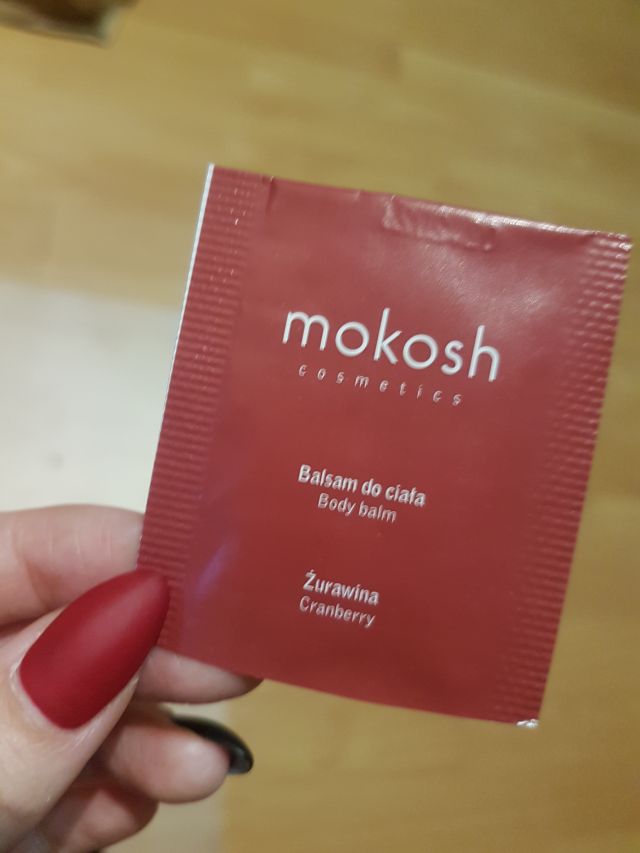 mokosh
cosmetics
Balsam do ciała
Body balm
Żurawina
Cranberry